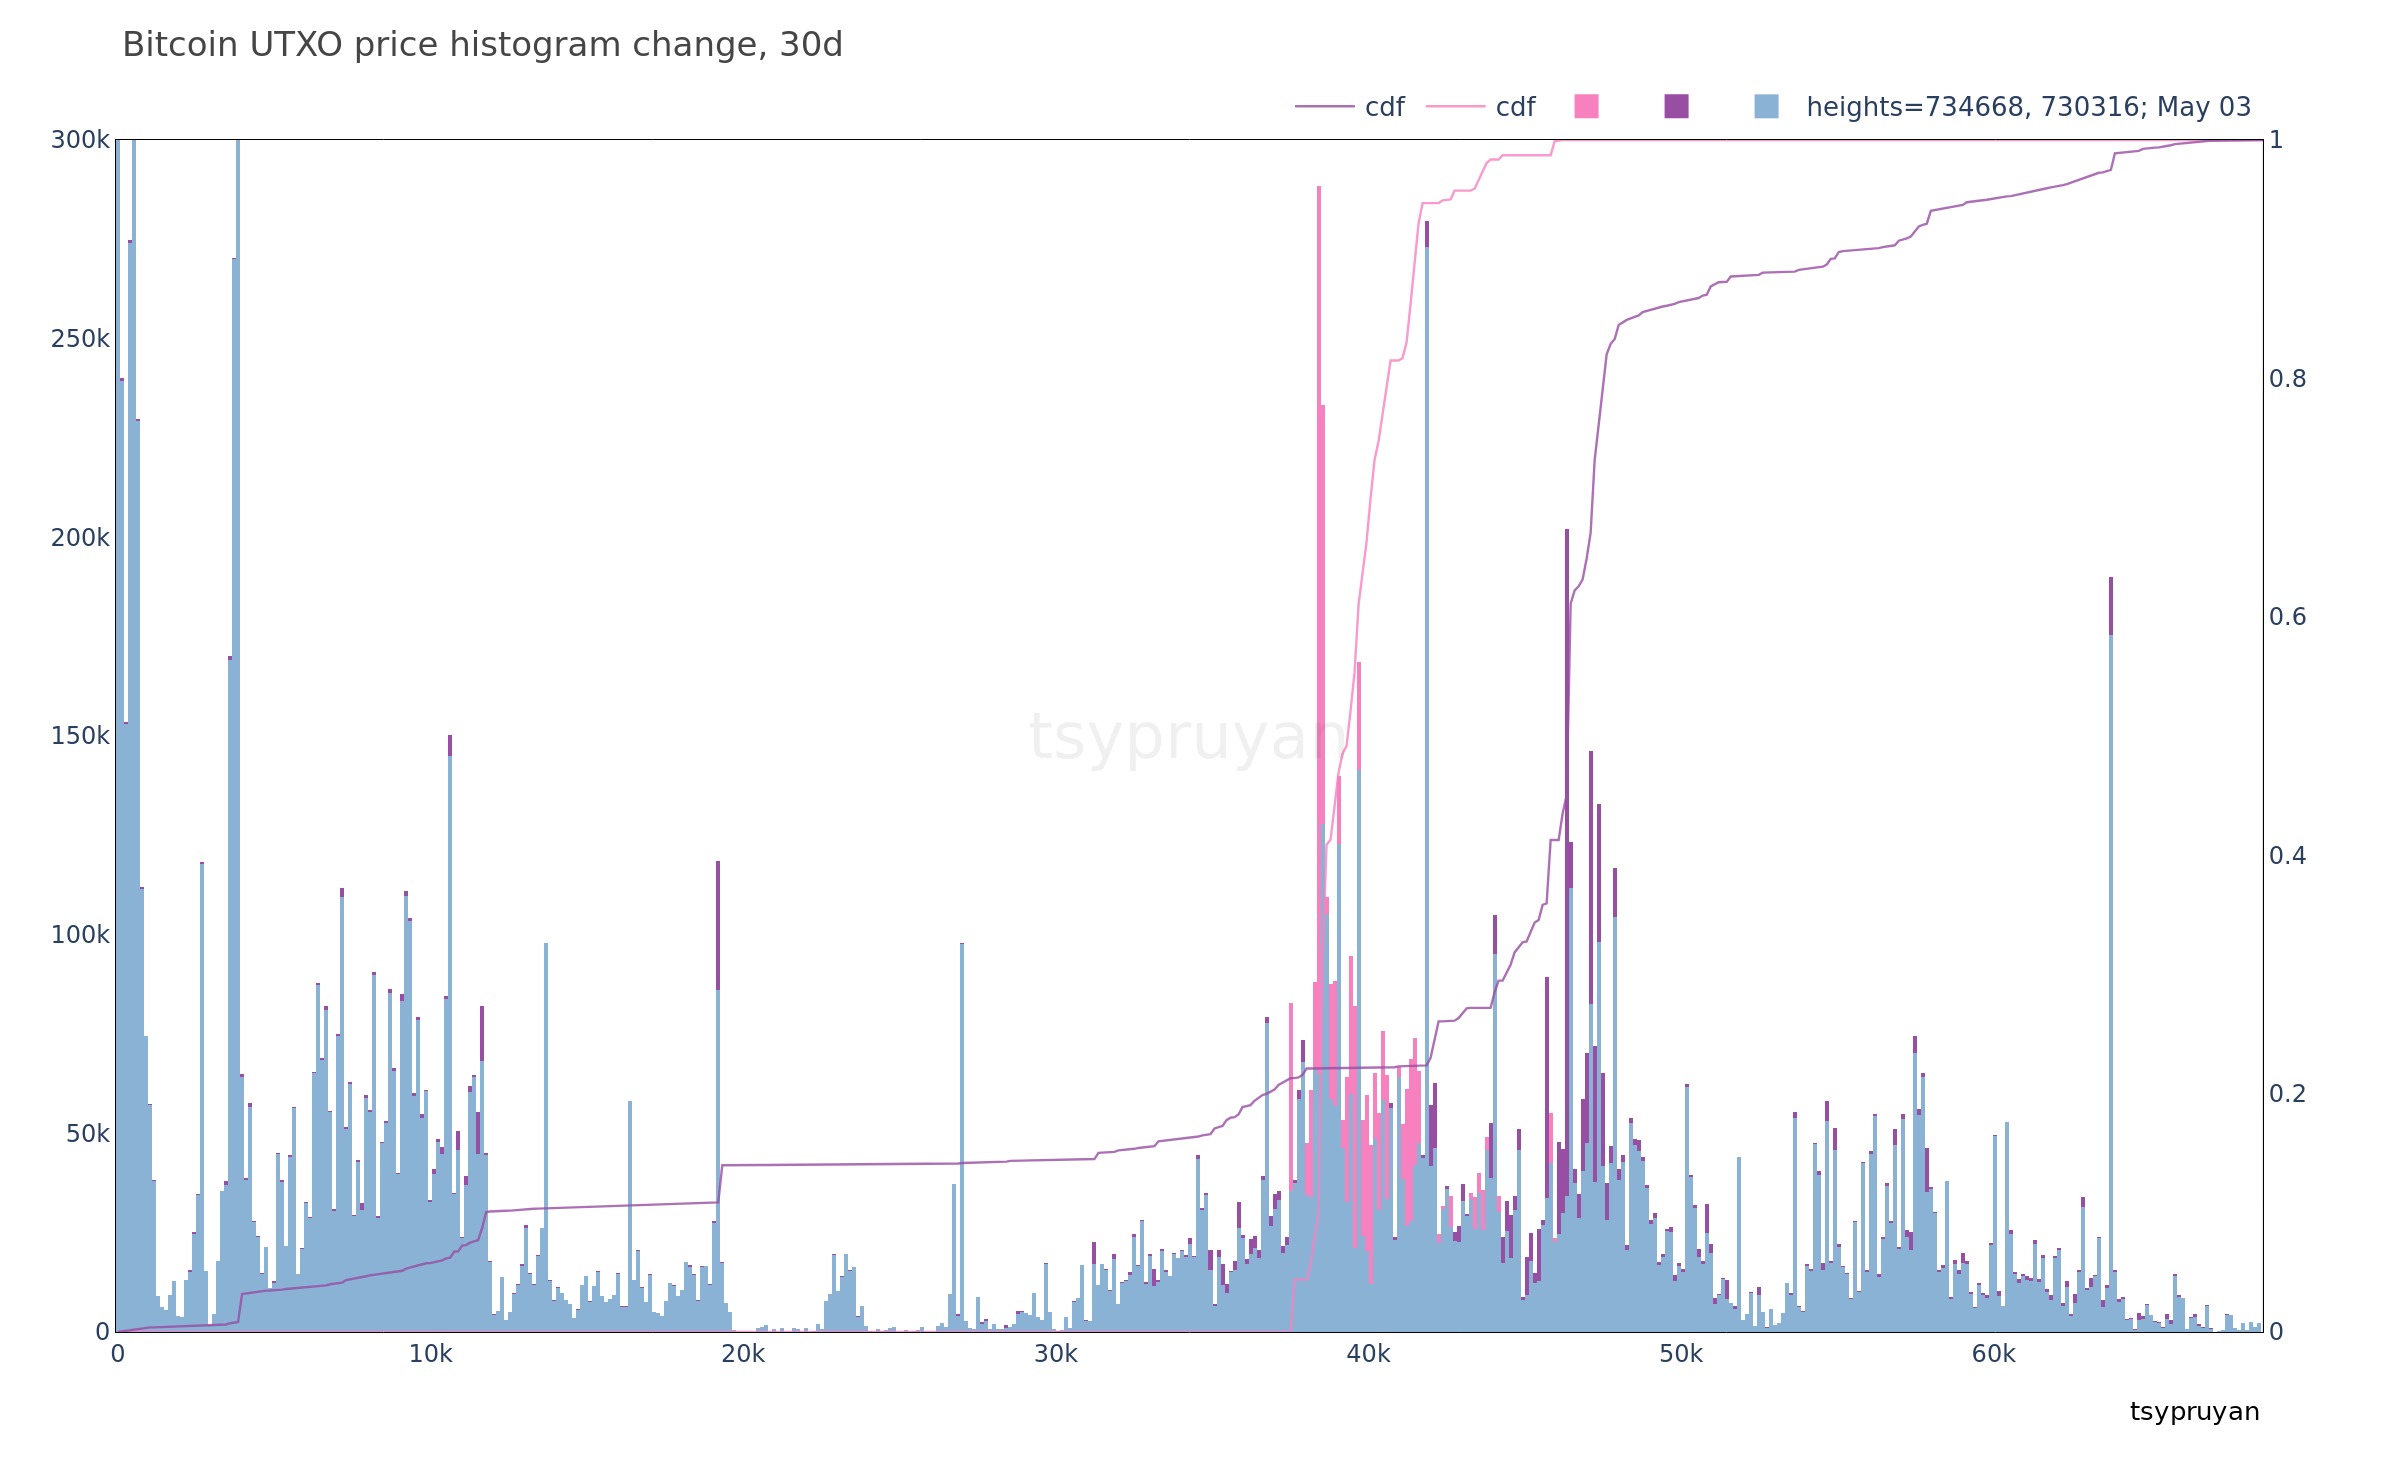 Bitcoin UTXO price histogram change, 30d
cdf cdf heights=734668, 730316; May 03
300k
250k
200k
150k
100k
50k
0
1
0.8
0.6
0.4
0.2
0
tsypruyan
0 10k 20k 30k 40k 50k 60k
tsypruyan